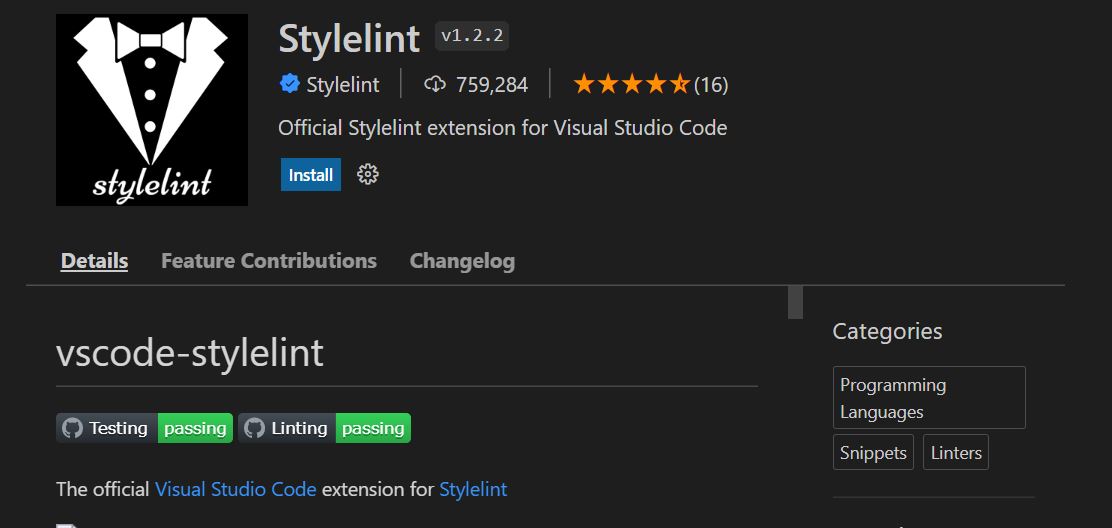 Stylelint v1.2.2
Stylelint 759,284 (16)
Official Stylelint extension for Visual Studio Code
stylelint
Install
Details Feature Contributions Changelog
vscode-stylelint
Testing passing Linting passing
The official Visual Studio Code extension for Stylelint
Categories
Programming
Languages
Snippets Linters